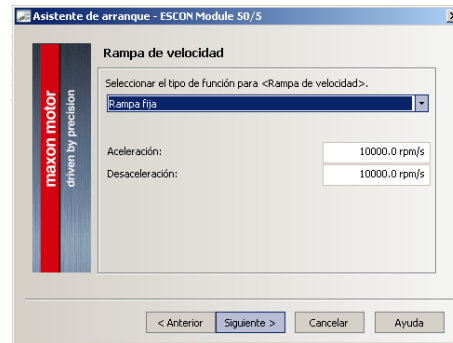 Asistente de arranque - ESCON Module 50/5
Rampa de velocidad
Seleccionar el tipo de función para <Rampa de velocidad>.
Rampa fija
Aceleración:
10000.0 rpm/s
Desaceleración:
10000.0 rpm/s
maxon motor
driven by precision
< Anterior
Siguiente >
Cancelar
Ayuda